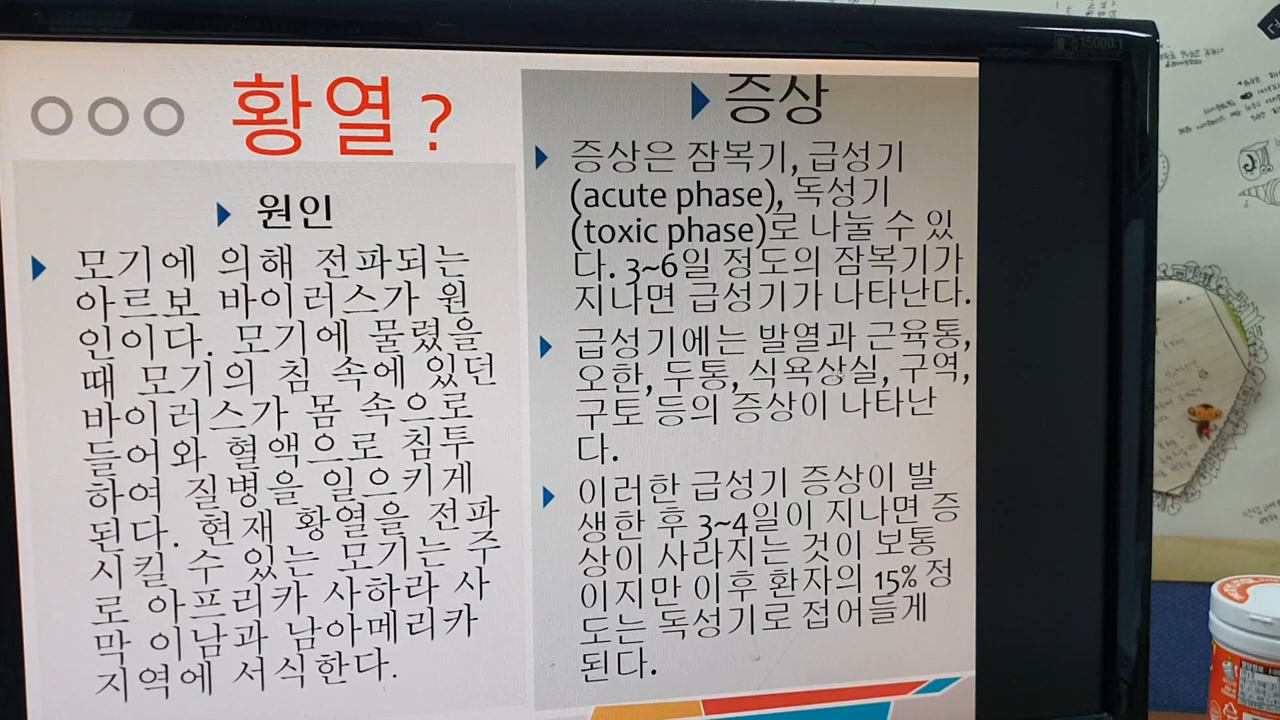 황열?
원인
모기에 의해 전파되는
아르보 바이러스가 원
인이다. 모기에 물렸을
때 모기의 침 속에 있던
바이러스가 몸 속으로
들어와 혈액으로 침투
하여 질병을 일으키게
된다. 현재 황열을 전파
시킬 수 있는 모기는 주
로 아프리카 사하라 사
막 이남과 남아메리카
지역에 서식한다.
증상
증상은 잠복기, 급성기
(acute phase), 독성기
(toxic phase)로 나눌 수 있
다. 3~6일 정도의 잠복기가
지나면 급성기가 나타난다.
급성기에는 발열과 근육통,
오한, 두통, 식욕상실, 구역,
구토 등의 증상이 나타난
다.
이러한 급성기 증상이 발
생한 후 3~4일이 지나면 증
상이 사라지는 것이 보통
이지만 이후 환자의 15% 정
도는 독성기로 접어들게
된다.
15000:1